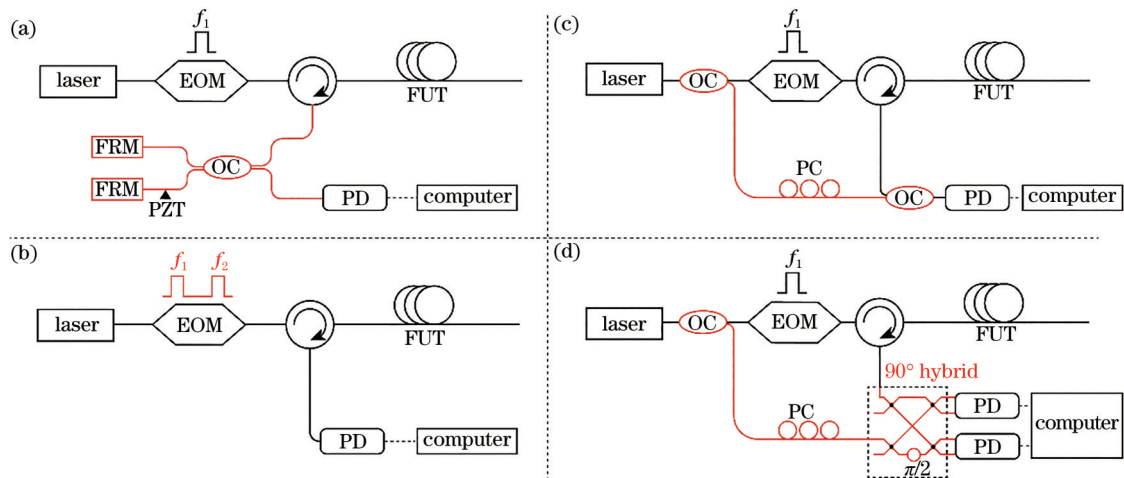 (a)
f₁
laser
EOM
FUT
FRM
OC
FRM
PZT
PD
computer
(b)
f₁ f₂
laser
EOM
FUT
PD
computer
(c)
f₁
laser
OC
EOM
FUT
PC
OC
PD
computer
(d)
f₁
laser
OC
EOM
FUT
90° hybrid
PC
PD
computer
PD
π/2